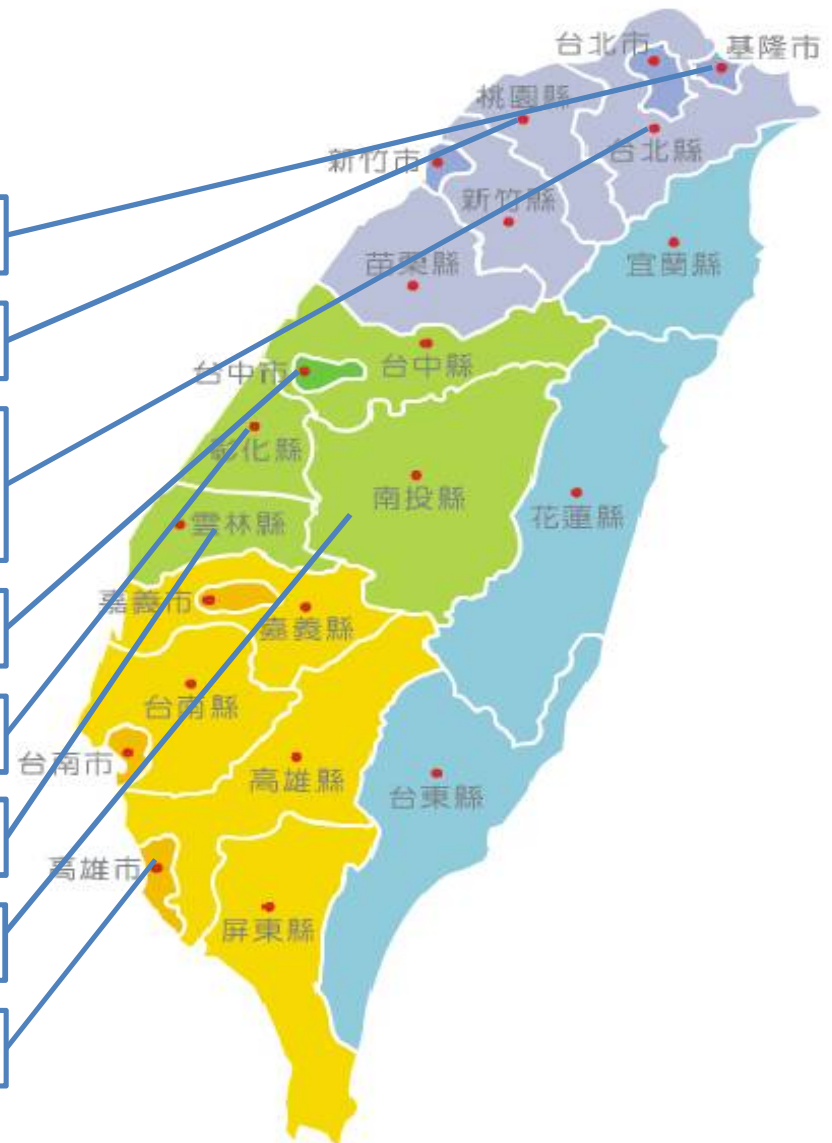 台北市
基隆市
桃園縣
台北縣
新竹市
新竹縣
宜蘭縣
苗栗縣
台中縣
台中市
彰化縣
南投縣
花蓮縣
雲林縣
嘉義市
嘉義縣
台南縣
台南市
高雄縣
台東縣
高雄市
屏東縣